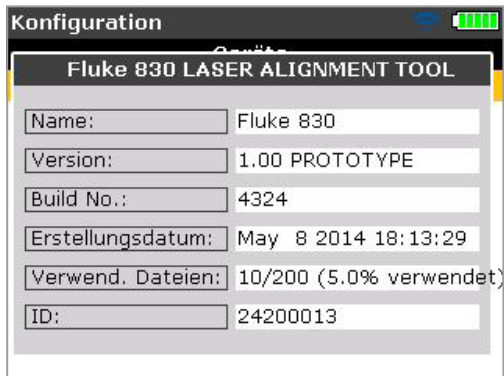 Konfiguration
Geräte
Fluke 830 LASER ALIGNMENT TOOL
Name: Fluke 830
Version: 1.00 PROTOTYPE
Build No.: 4324
Erstellungsdatum: May 8 2014 18:13:29
Verwend. Dateien: 10/200 (5.0% verwendet)
ID: 24200013